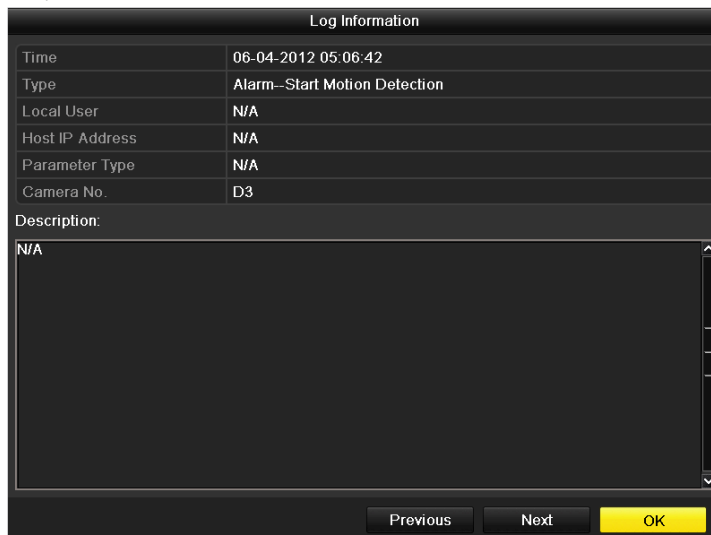 Log Information
Time 06-04-2012 05:06:42
Type Alarm--Start Motion Detection
Local User N/A
Host IP Address N/A
Parameter Type N/A
Camera No. D3
Description:
N/A
Previous Next OK